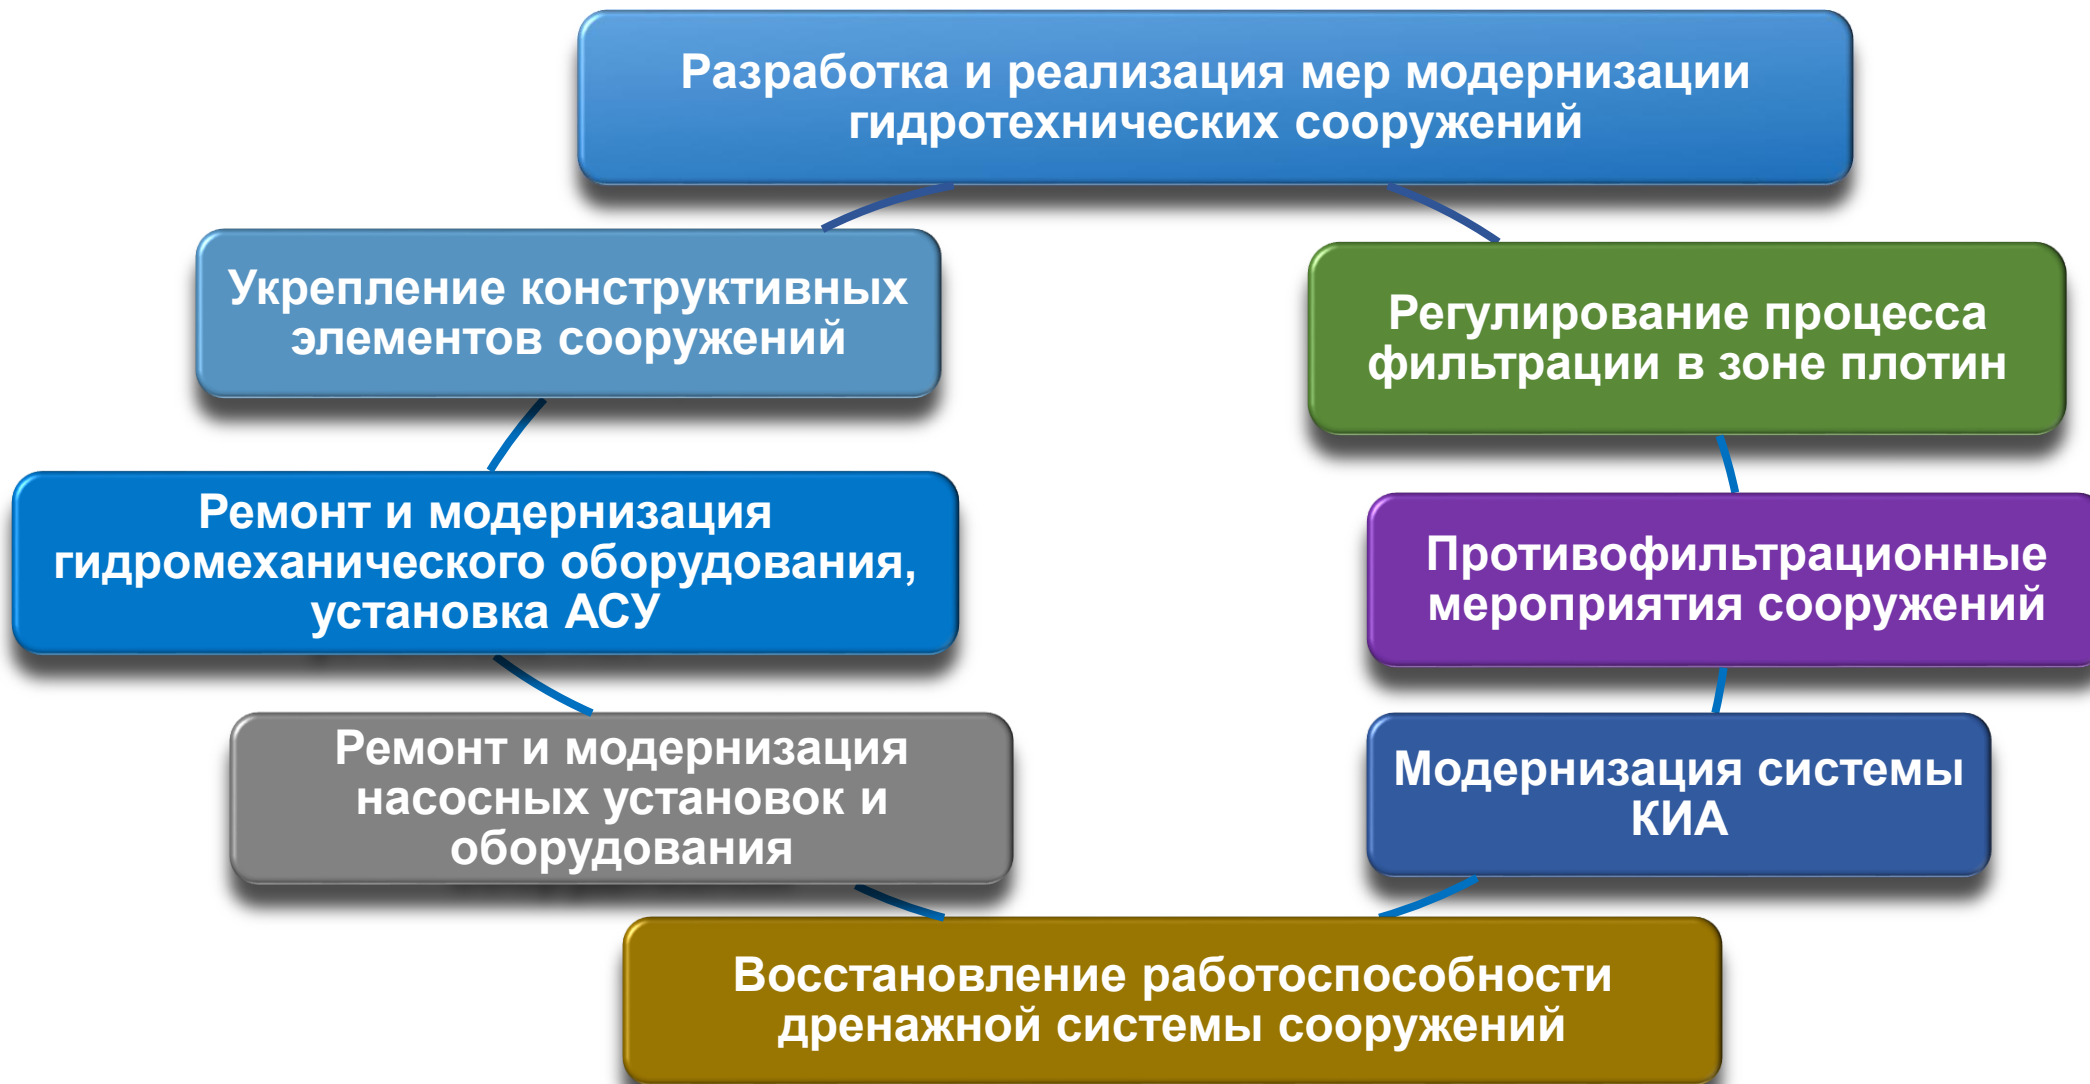 Разработка и реализация мер модернизации
гидротехнических сооружений
Укрепление конструктивных
элементов сооружений
Регулирование процесса
фильтрации в зоне плотин
Ремонт и модернизация
гидромеханического оборудования,
установка АСУ
Противофильтрационные
мероприятия сооружений
Ремонт и модернизация
насосных установок и
оборудования
Модернизация системы
КИА
Восстановление работоспособности
дренажной системы сооружений